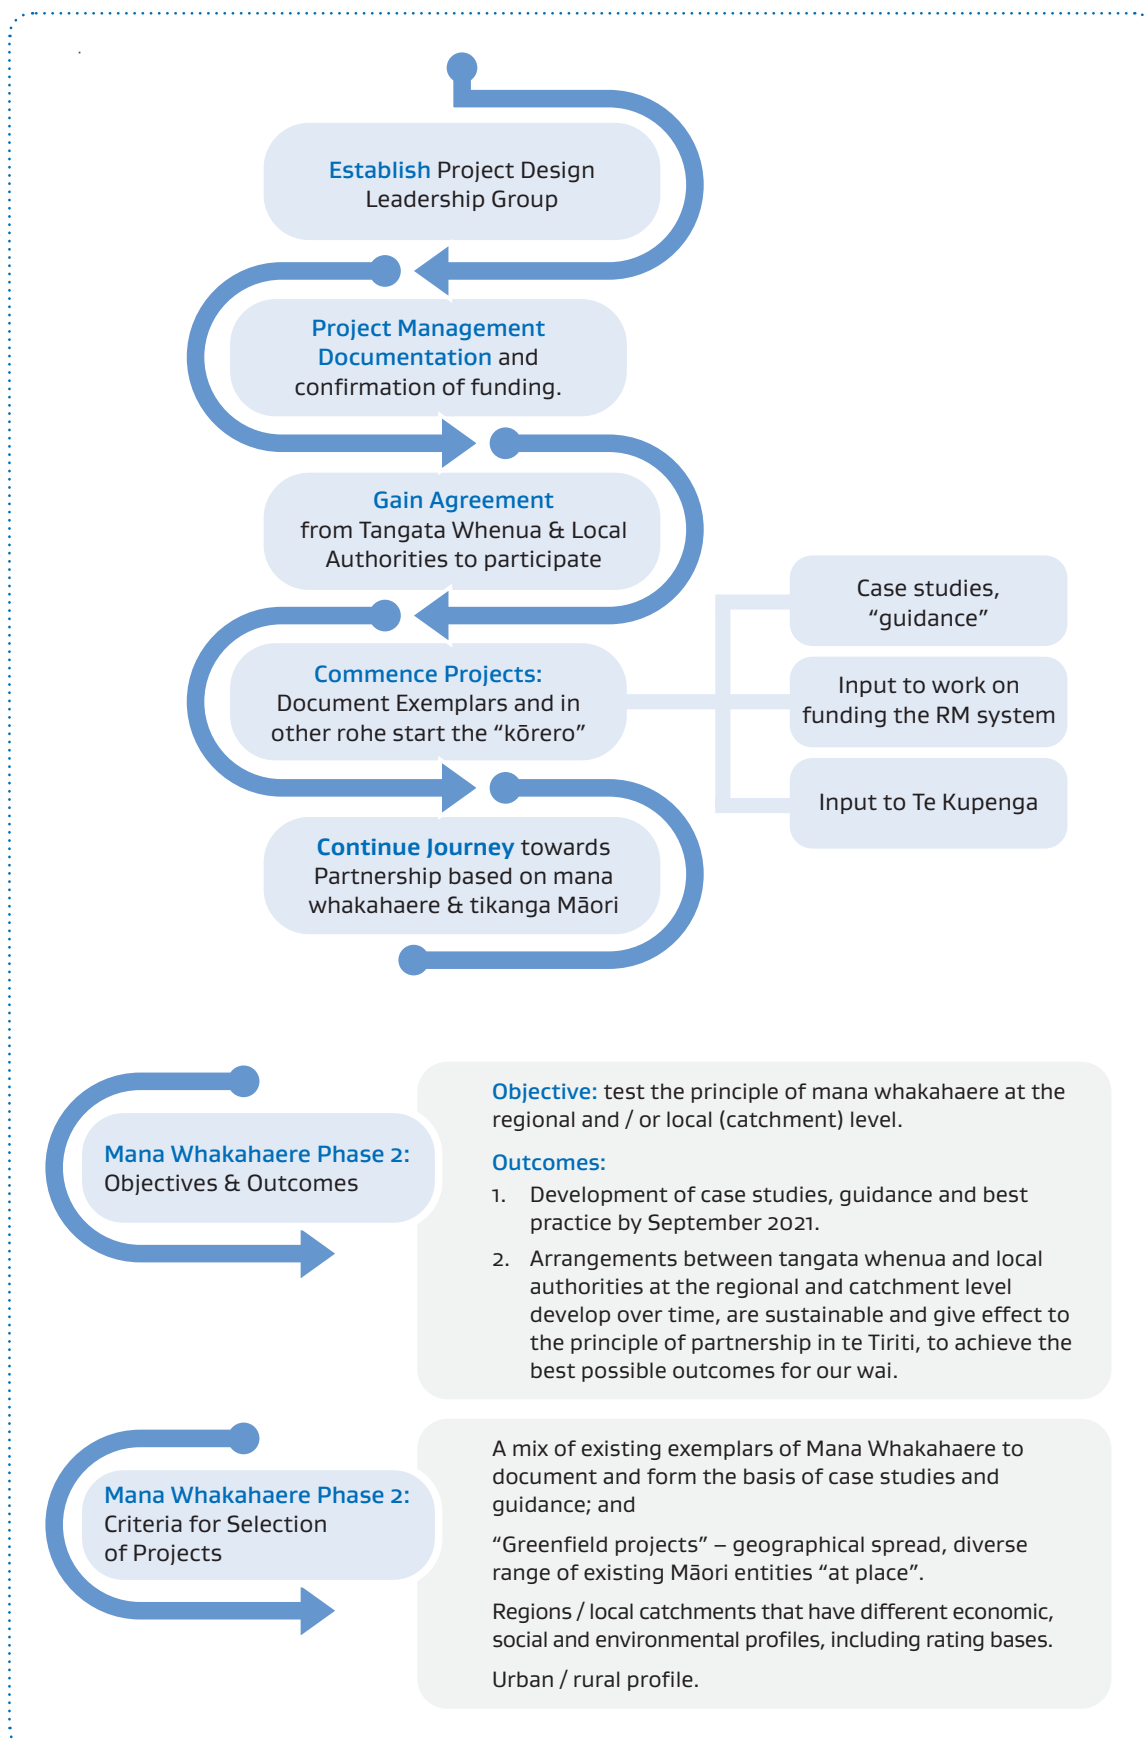 Establish Project Design
Leadership Group
Project Management
Documentation and
confirmation of funding.
Gain Agreement
from Tangata Whenua & Local
Authorities to participate
Commence Projects:
Document Exemplars and in
other rohe start the “kōrero”
Case studies,
“guidance”
Input to work on
funding the RM system
Input to Te Kupenga
Continue Journey towards
Partnership based on mana
whakahaere & tikanga Māori
Mana Whakahaere Phase 2:
Objectives & Outcomes
Objective: test the principle of mana whakahaere at the
regional and / or local (catchment) level.
Outcomes:
1. Development of case studies, guidance and best
practice by September 2021.
2. Arrangements between tangata whenua and local
authorities at the regional and catchment level
develop over time, are sustainable and give effect to
the principle of partnership in te Tiriti, to achieve the
best possible outcomes for our wai.
Mana Whakahaere Phase 2:
Criteria for Selection
of Projects
A mix of existing exemplars of Mana Whakahaere to
document and form the basis of case studies and
guidance; and
“Greenfield projects” – geographical spread, diverse
range of existing Māori entities “at place”.
Regions / local catchments that have different economic,
social and environmental profiles, including rating bases.
Urban / rural profile.